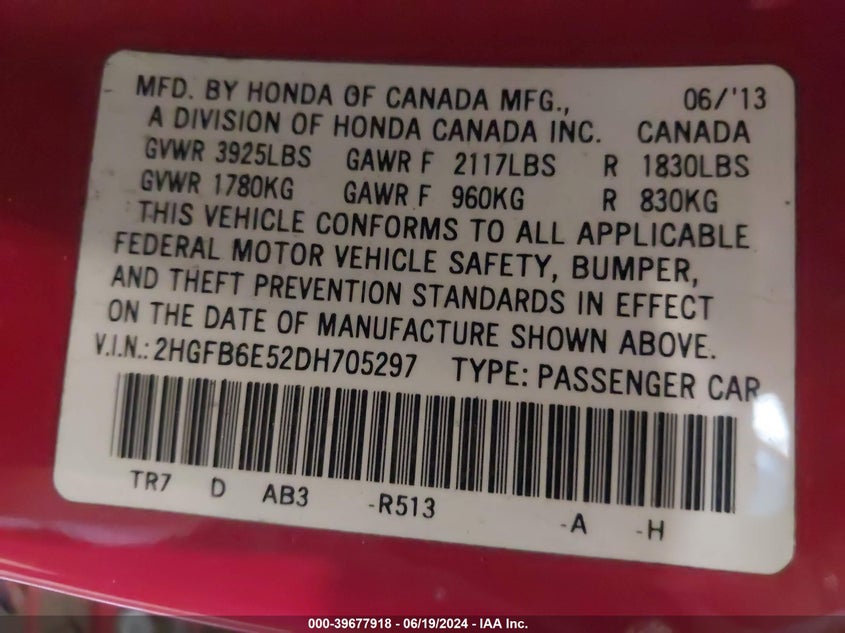 MFD. BY HONDA OF CANADA MFG., 06/'13
A DIVISION OF HONDA CANADA INC. CANADA
GVWR 3925LBS GAWR F 2117LBS R 1830LBS
GVWR 1780KG GAWR F 960KG R 830KG
THIS VEHICLE CONFORMS TO ALL APPLICABLE
FEDERAL MOTOR VEHICLE SAFETY, BUMPER,
AND THEFT PREVENTION STANDARDS IN EFFECT
ON THE DATE OF MANUFACTURE SHOWN ABOVE.
V.I.N.: 2HGFB6E52DH705297 TYPE: PASSENGER CAR
TR7 D AB3 -R513 -A -H
000-39677918 - 06/19/2024 - IAA Inc.